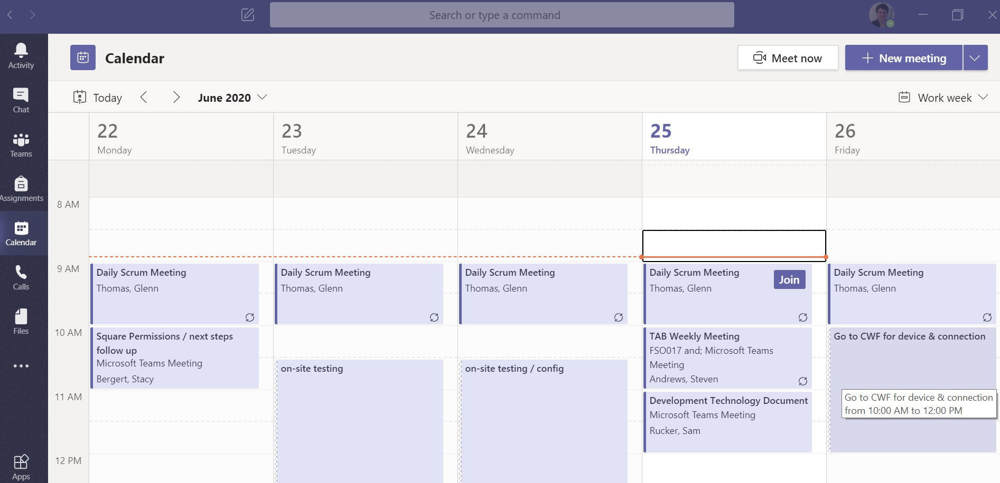 Search or type a command
Activity
Chat
Teams
Assignments
Calendar
Calls
Files
Apps
Calendar
Meet now
New meeting
Today
June 2020
Work week
22
Monday
23
Tuesday
24
Wednesday
25
Thursday
26
Friday
8 AM
9 AM
10 AM
11 AM
12 PM
Daily Scrum Meeting
Thomas, Glenn
Square Permissions / next steps
follow up
Microsoft Teams Meeting
Bergert, Stacy
Daily Scrum Meeting
Thomas, Glenn
on-site testing
Daily Scrum Meeting
Thomas, Glenn
on-site testing / config
Daily Scrum Meeting
Join
Thomas, Glenn
TAB Weekly Meeting
FSO017 and; Microsoft Teams
Meeting
Andrews, Steven
Development Technology Document
Microsoft Teams Meeting
Rucker, Sam
Daily Scrum Meeting
Thomas, Glenn
Go to CWF for device & connection
Go to CWF for device & connection
from 10:00 AM to 12:00 PM